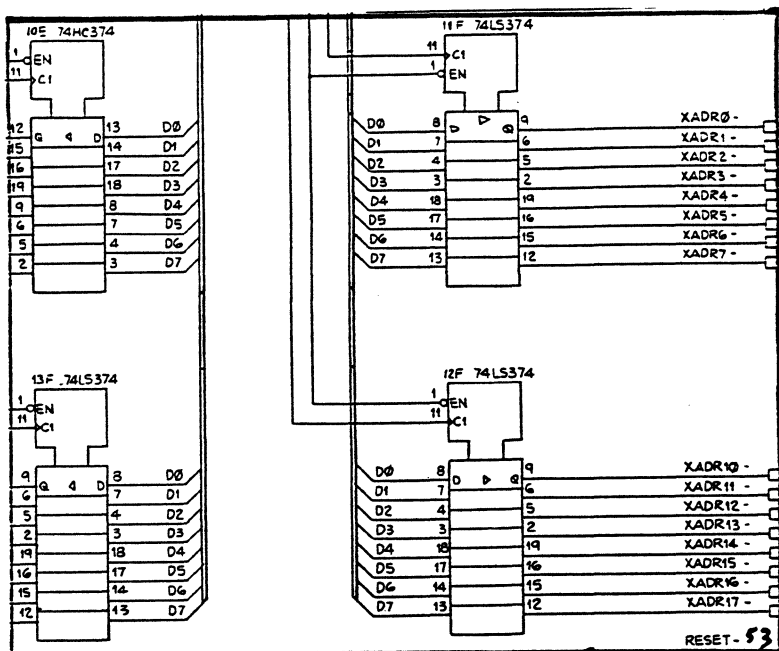 10E 74HC374
1 EN
11 C1
12 Q D 13 D0
15 14 D1
16 17 D2
19 18 D3
9 8 D4
6 7 D5
5 4 D6
2 3 D7
13F 74LS374
1 EN
11 C1
9 Q D 8 D0
6 7 D1
5 4 D2
2 3 D3
19 18 D4
16 17 D5
15 14 D6
12 13 D7
11F 74LS374
11 C1
1 EN
D0 8 D Q 9 XADR0-
D1 7 6 XADR1-
D2 4 5 XADR2-
D3 3 2 XADR3-
D4 18 19 XADR4-
D5 17 16 XADR5-
D6 14 15 XADR6-
D7 13 12 XADR7-
12F 74LS374
1 EN
11 C1
D0 8 D Q 9 XADR10-
D1 7 6 XADR11-
D2 4 5 XADR12-
D3 3 2 XADR13-
D4 18 19 XADR14-
D5 17 16 XADR15-
D6 14 15 XADR16-
D7 13 12 XADR17-
RESET- 53